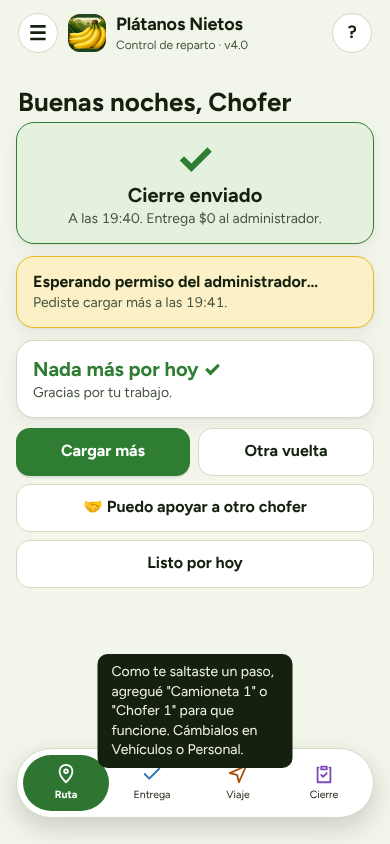 ☰
Plátanos Nietos
Control de reparto · v4.0
?
Buenas noches, Chofer
Cierre enviado
A las 19:40. Entrega $0 al administrador.
Esperando permiso del administrador...
Pediste cargar más a las 19:41.
Nada más por hoy ✔
Gracias por tu trabajo.
Cargar más
Otra vuelta
🤝 Puedo apoyar a otro chofer
Listo por hoy
Como te saltaste un paso,
agregué "Camioneta 1" o
"Chofer 1" para que
funcione. Cámbialos en
Vehículos o Personal.
Ruta
Entrega
Viaje
Cierre